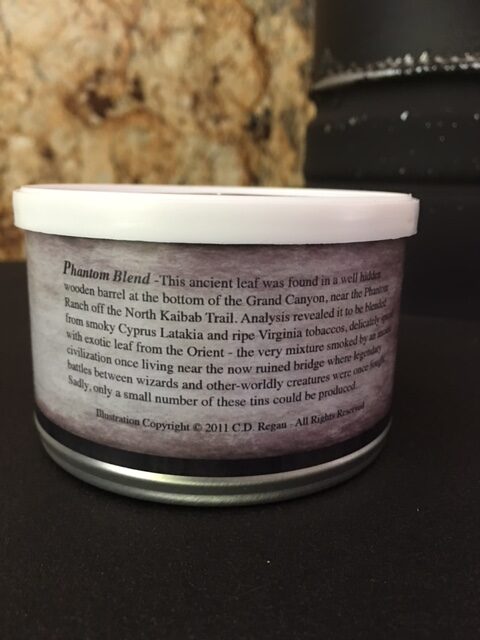 Phantom Blend - This ancient leaf was found in a well hidden
wooden barrel at the bottom of the Grand Canyon, near the Phantom
Ranch off the North Kaibab Trail. Analysis revealed it to be blended
from smoky Cyprus Latakia and ripe Virginia tobaccos, delicately
with exotic leaf from the Orient - the very mixture smoked by an ancient
civilization once living near the now ruined bridge where legendary
battles between wizards and other-worldly creatures were once fought.
Sadly, only a small number of these tins could be produced.
Illustration Copyright © 2011 C.D. Regan - All Rights Reserved